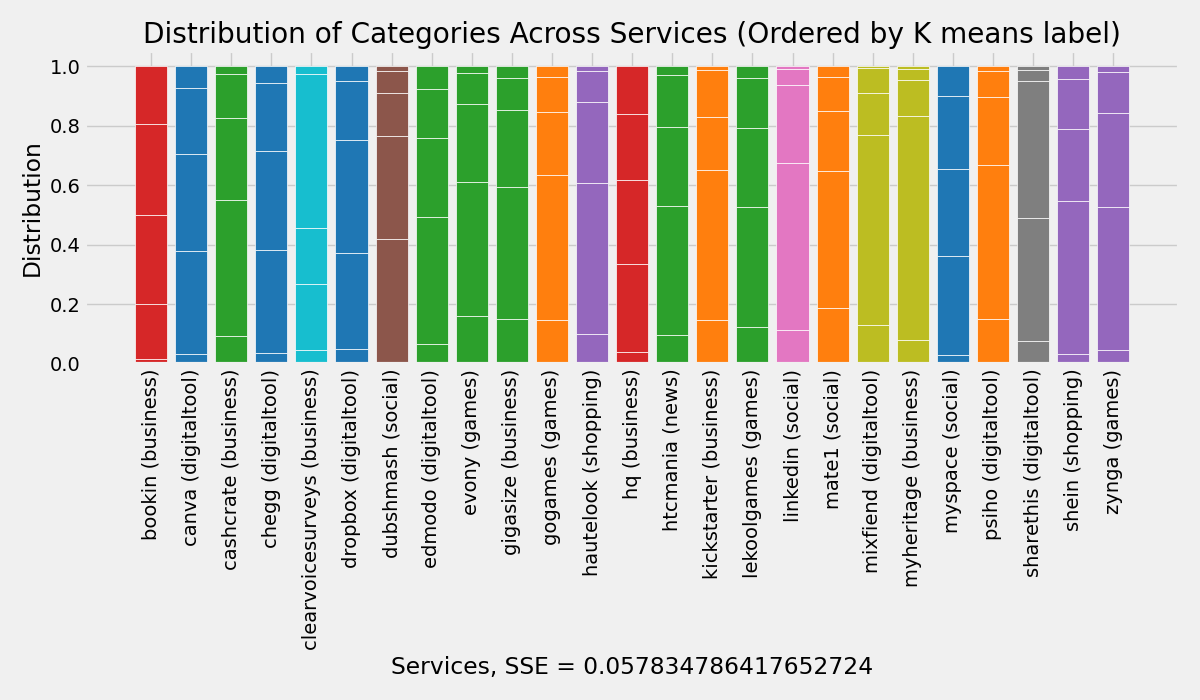 Distribution of Categories Across Services (Ordered by K means label)
Distribution
1.0
0.8
0.6
0.4
0.2
0.0
bookin (business)
canva (digitaltool)
cashcrate (business)
chegg (digitaltool)
clearvoicesurveys (business)
dropbox (digitaltool)
dubshmash (social)
edmodo (digitaltool)
evony (games)
gigasize (business)
gogames (games)
hautelook (shopping)
hq (business)
htcmania (news)
kickstarter (business)
lekoolgames (games)
linkedin (social)
mate1 (social)
mixfiend (digitaltool)
myheritage (business)
myspace (social)
psiho (digitaltool)
sharethis (digitaltool)
shein (shopping)
zynga (games)
Services, SSE = 0.057834786417652724